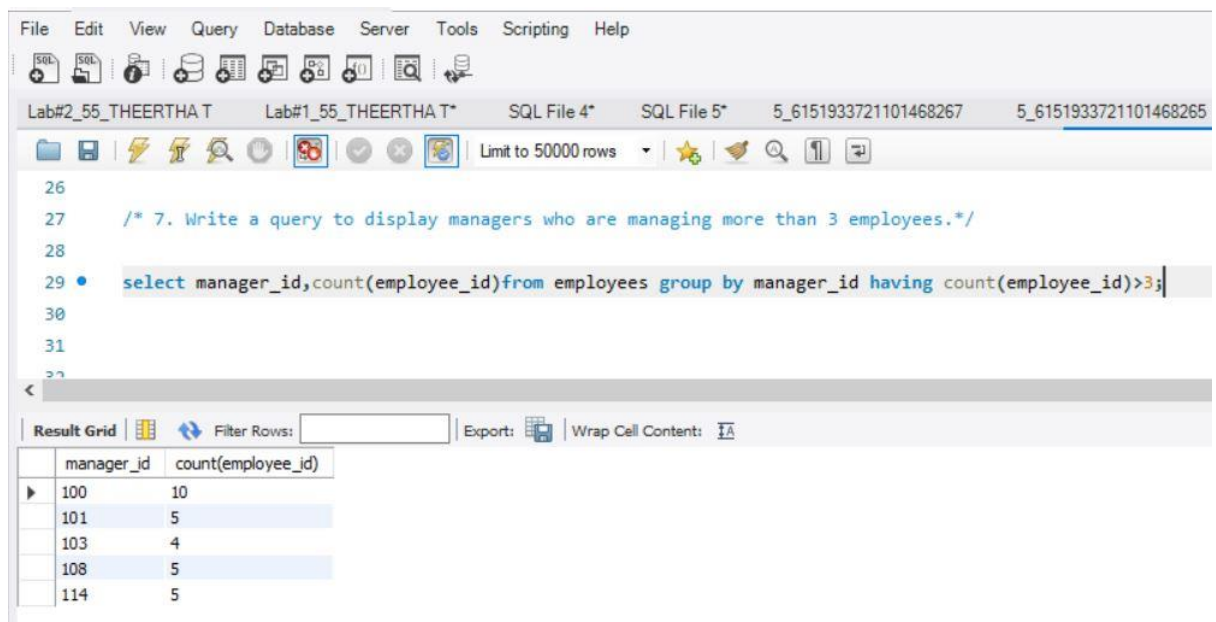 File Edit View Query Database Server Tools Scripting Help
Lab#2_55_THEERTHA T Lab#1_55_THEERTHA T* SQL File 4* SQL File 5* 5_6151933721101468267 5_6151933721101468265
Limit to 50000 rows
26
27 /* 7. Write a query to display managers who are managing more than 3 employees.*/
28
29 select manager_id,count(employee_id)from employees group by manager_id having count(employee_id)>3;
30
31
32
Result Grid Filter Rows: Export: Wrap Cell Content: IA
manager_id count(employee_id)
100 10
101 5
103 4
108 5
114 5